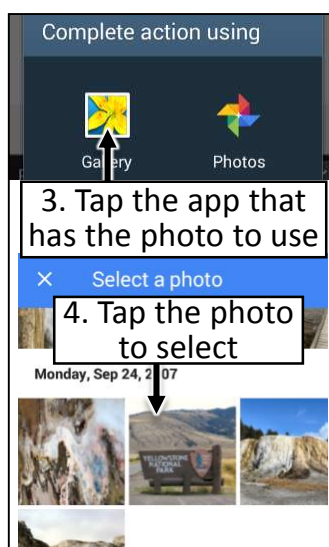 Complete action using
Gallery Photos
3. Tap the app that
has the photo to use
Select a photo
4. Tap the photo
to select
Monday, Sep 24, 2007
YELLOWSTONE
NATIONAL
PARK